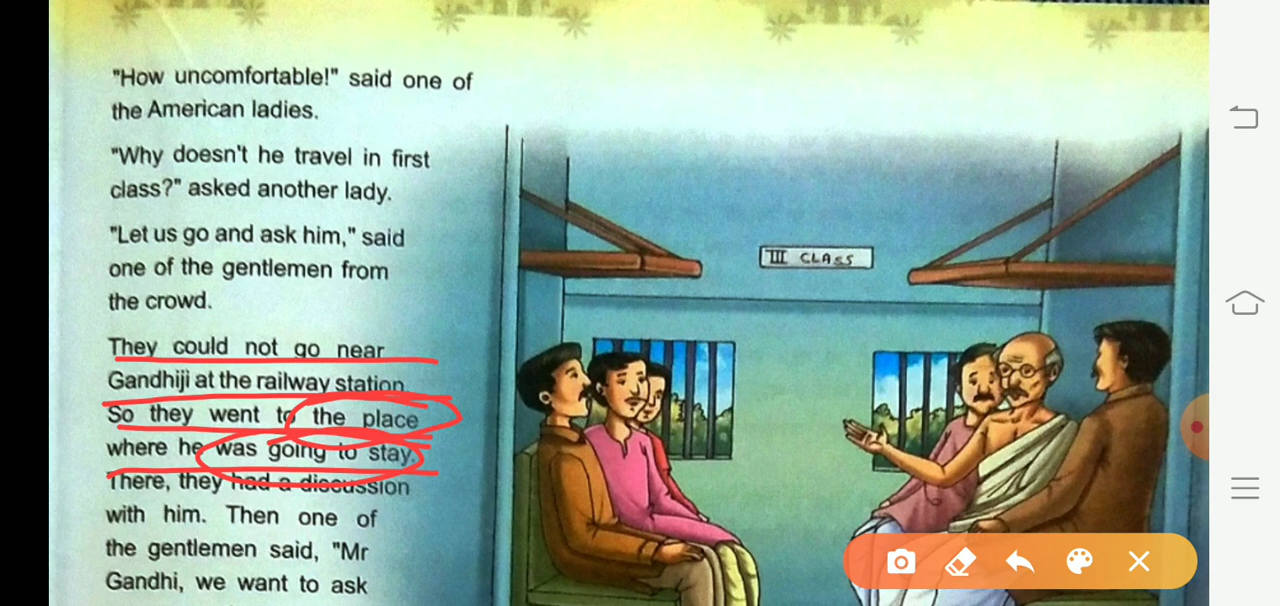 "How uncomfortable!" said one of
the American ladies.
"Why doesn't he travel in first
class?" asked another lady.
"Let us go and ask him," said
one of the gentlemen from
the crowd.
They could not go near
Gandhiji at the railway station.
So they went to the place
where he was going to stay.
There, they had a discussion
with him. Then one of
the gentlemen said, "Mr
Gandhi, we want to ask
III CLASS